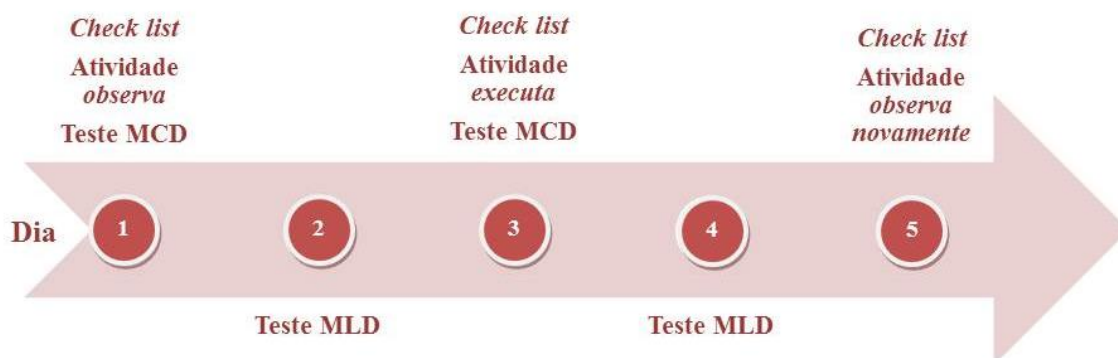 Check list
Atividade
observa
Teste MCD
Check list
Atividade
executa
Teste MCD
Check list
Atividade
observa
novamente
Dia
1
2
3
4
5
Teste MLD
Teste MLD